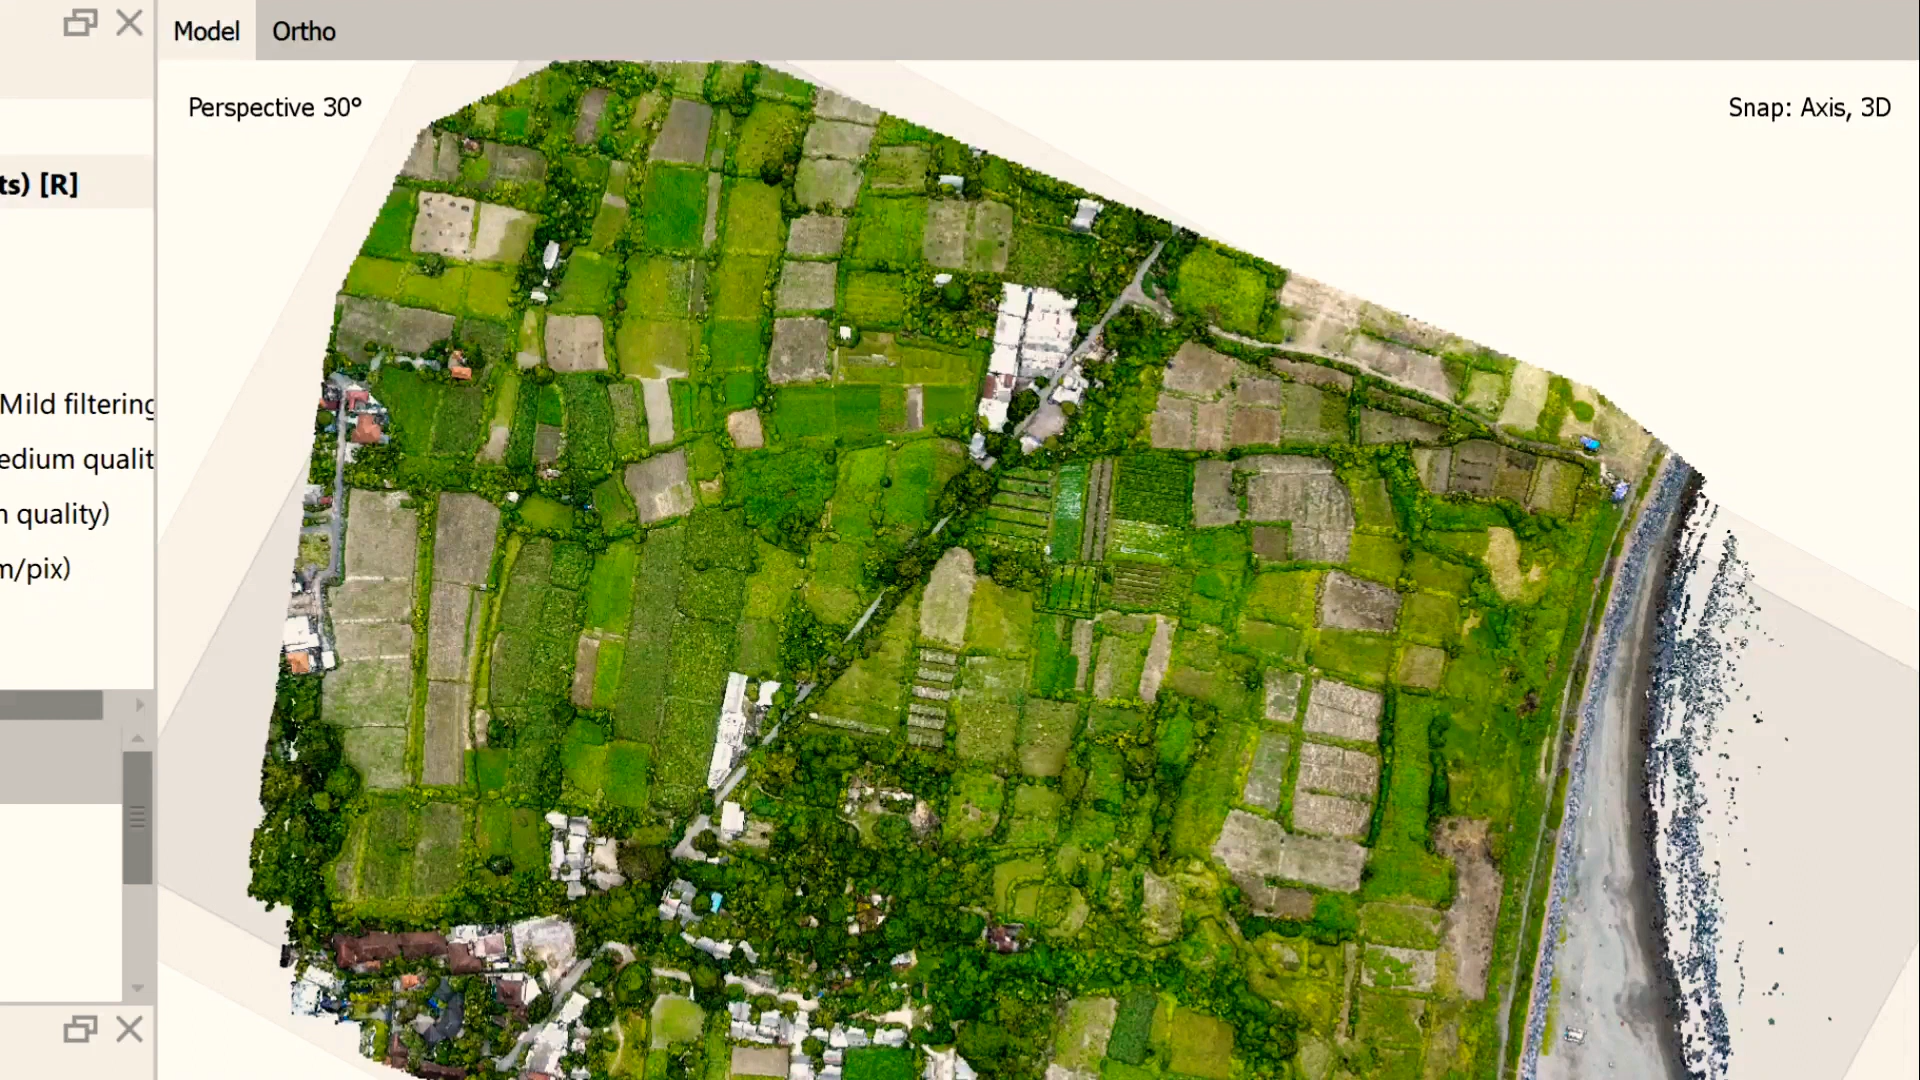 Model
Ortho
Perspective 30°
Snap: Axis, 3D
ts) [R]
Mild filtering
edium qualit
quality)
m/pix)